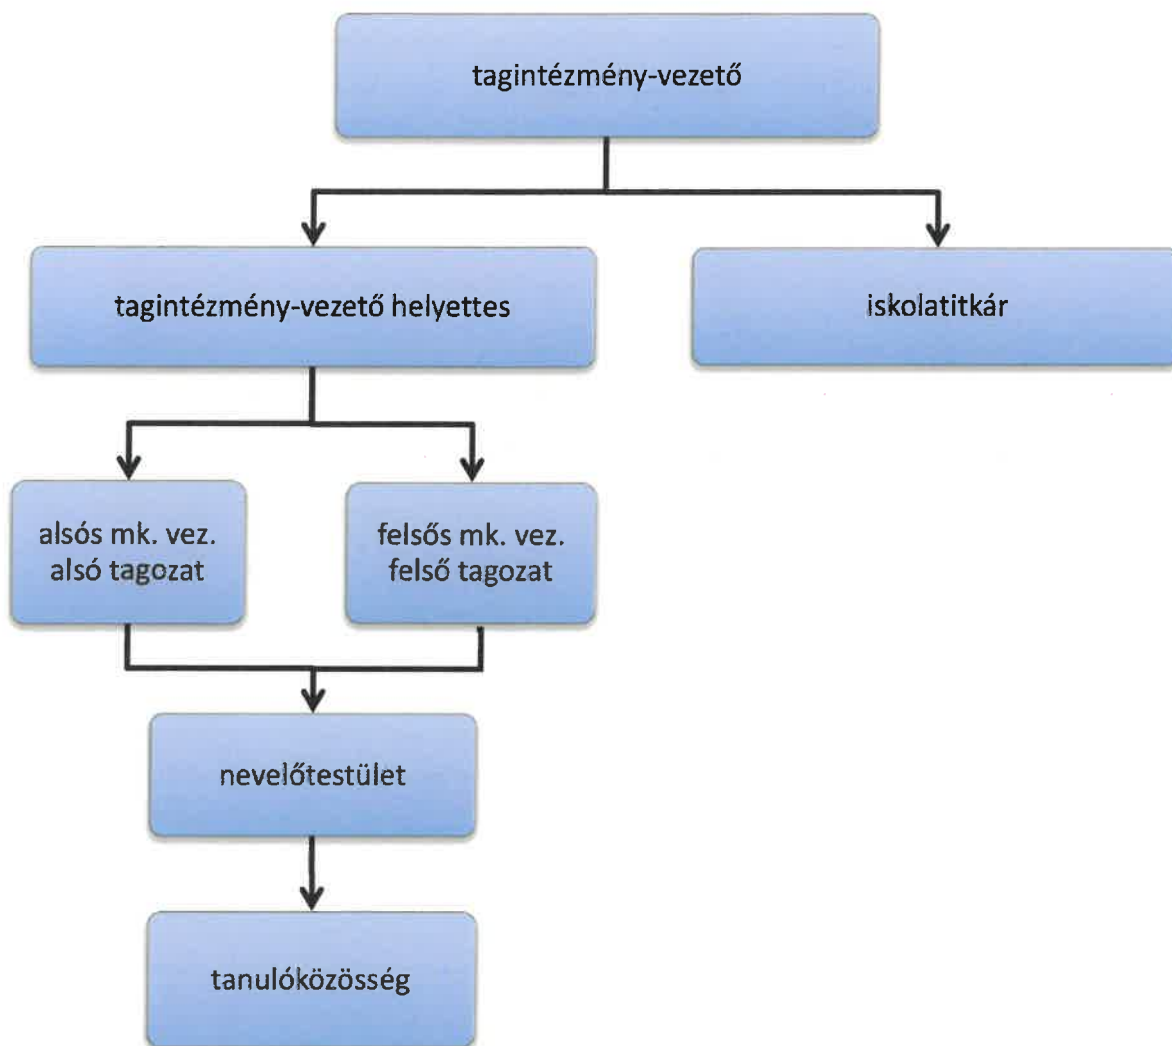 tagintézmény-vezető
tagintézmény-vezető helyettes
iskolatitkár
alsós mk. vez.
alsó tagozat
felsős mk. vez.
felső tagozat
nevelőtestület
tanulóközösség